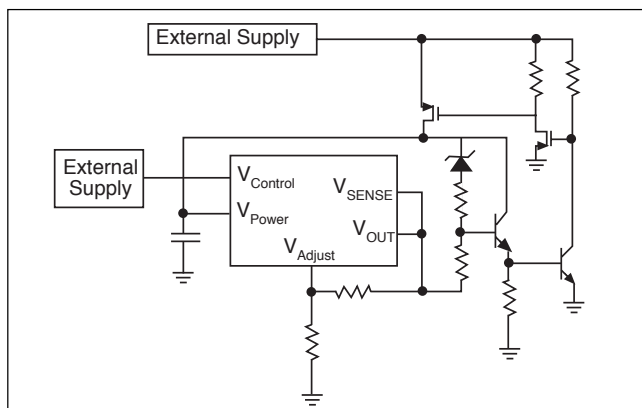 External Supply
External
Supply
VControl
VSENSE
VPower
VOUT
VAdjust